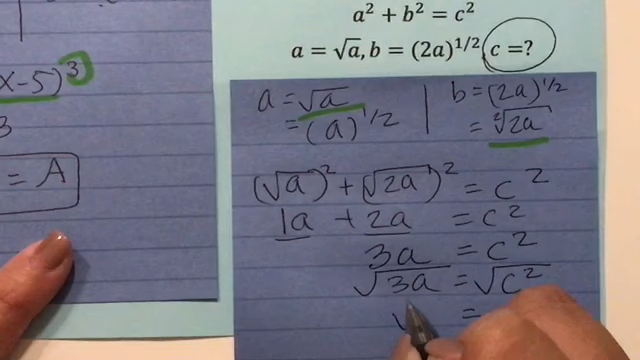 a² + b² = c²
a = √a, b = (2a)^1/2 c = ?
x-5)³
3
= A
a = √a
= (a)^1/2
b = (2a)^1/2
= ²√2a
(√a)² + (√2a)² = c²
1a + 2a = c²
3a = c²
√3a = √c²
√ =